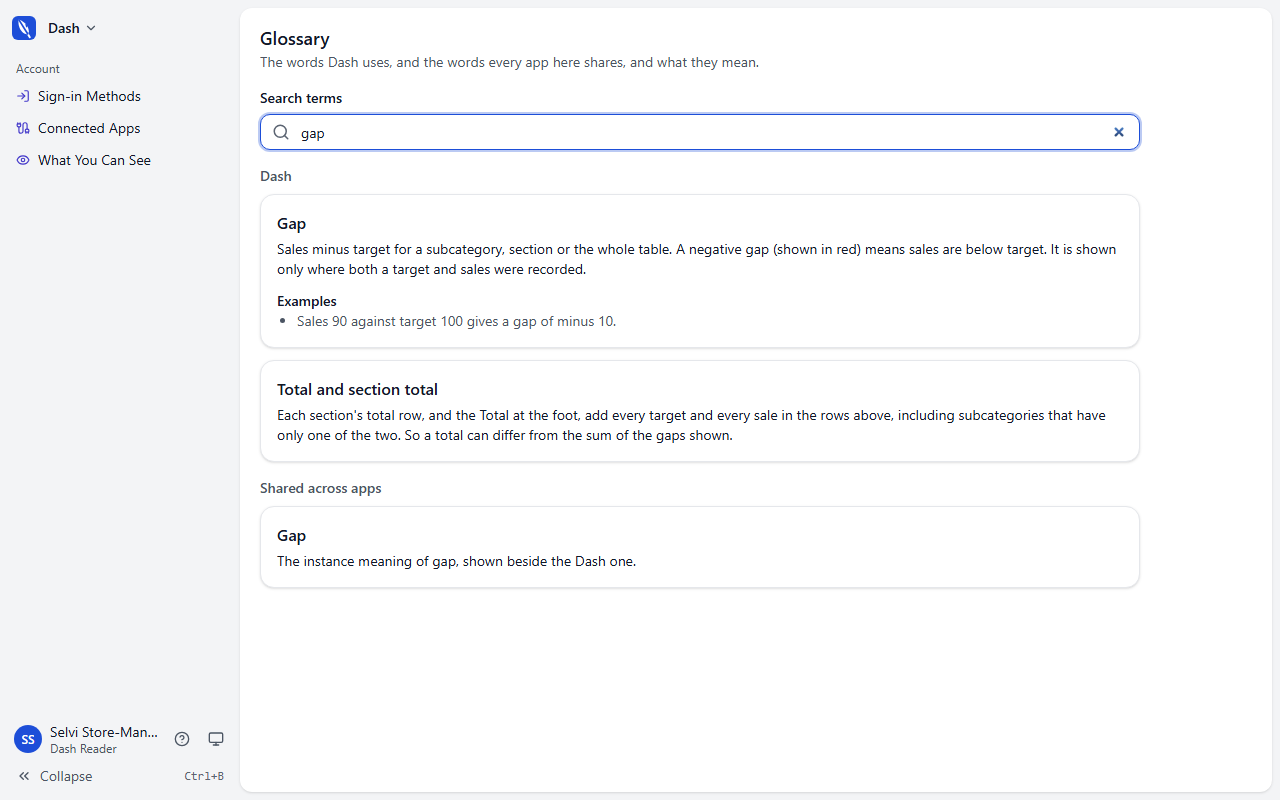 Dash
Account
Sign-in Methods
Connected Apps
What You Can See
Selvi Store-Man...
Dash Reader
SS
Collapse
Ctrl+B
Glossary
The words Dash uses, and the words every app here shares, and what they mean.
Search terms
gap
Dash
Gap
Sales minus target for a subcategory, section or the whole table. A negative gap (shown in red) means sales are below target. It is shown
only where both a target and sales were recorded.
Examples
• Sales 90 against target 100 gives a gap of minus 10.
Total and section total
Each section's total row, and the Total at the foot, add every target and every sale in the rows above, including subcategories that have
only one of the two. So a total can differ from the sum of the gaps shown.
Shared across apps
Gap
The instance meaning of gap, shown beside the Dash one.